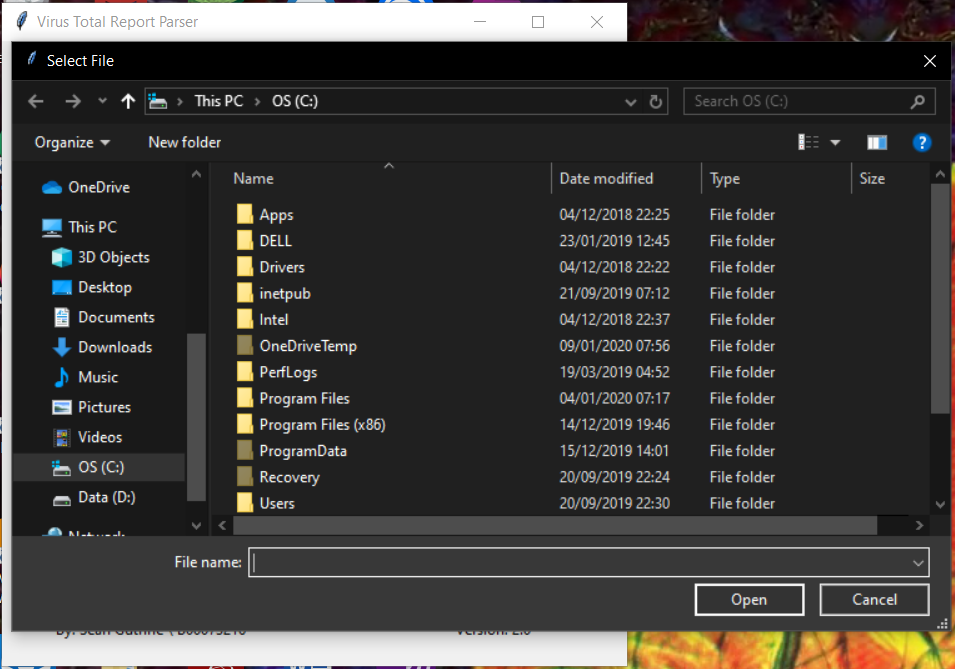 Virus Total Report Parser
Select File
This PC > OS (C:)
Search OS (C:)
Organize
New folder
?
Name Date modified Type Size
OneDrive
This PC
3D Objects
Desktop
Documents
Downloads
Music
Pictures
Videos
OS (C:)
Data (D:)
Network
Apps 04/12/2018 22:25 File folder
DELL 23/01/2019 12:45 File folder
Drivers 04/12/2018 22:22 File folder
inetpub 21/09/2019 07:12 File folder
Intel 04/12/2018 22:37 File folder
OneDriveTemp 09/01/2020 07:56 File folder
PerfLogs 19/03/2019 04:52 File folder
Program Files 04/01/2020 07:17 File folder
Program Files (x86) 14/12/2019 19:46 File folder
ProgramData 15/12/2019 14:01 File folder
Recovery 20/09/2019 22:24 File folder
Users 20/09/2019 22:30 File folder
File name:
Open Cancel
By: Sean Guthrie Version: 2.0